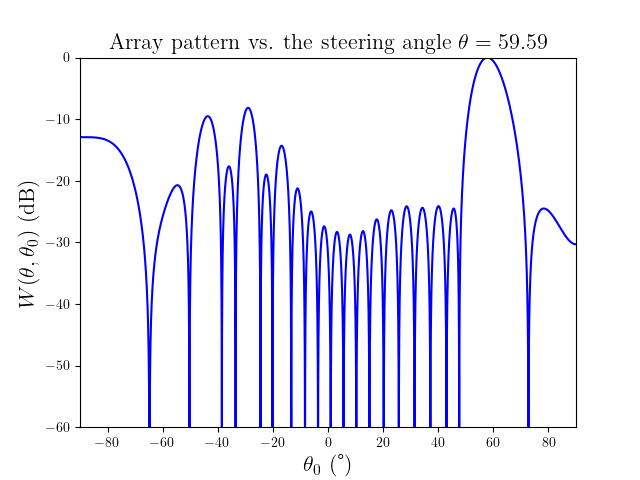 Array pattern vs. the steering angle θ = 59.59
W(θ, θ₀) (dB)
0
−10
−20
−30
−40
−50
−60
−80 −60 −40 −20 0 20 40 60 80
θ₀ (°)